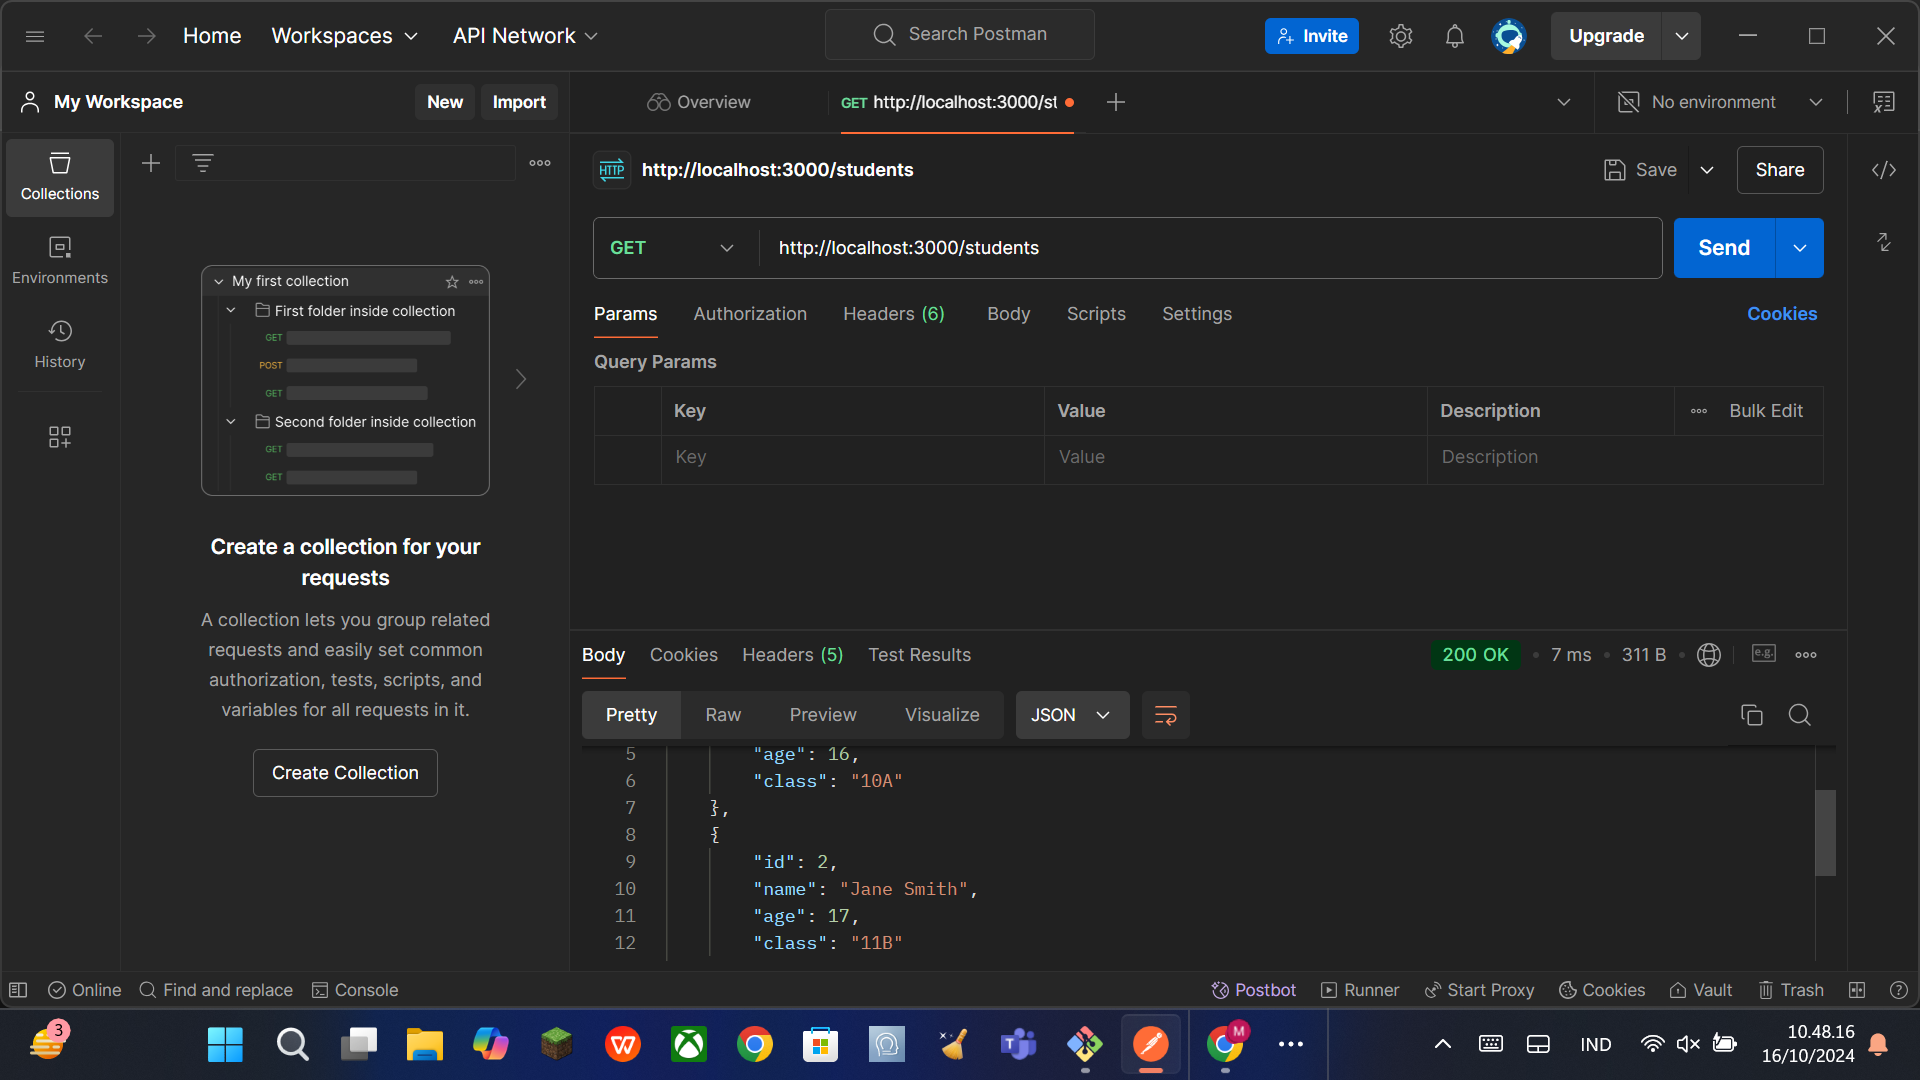 Home
Workspaces
API Network
Search Postman
Invite
Upgrade
My Workspace
New
Import
Overview
GET http://localhost:3000/st
No environment
Collections
Environments
History
My first collection
First folder inside collection
GET
POST
GET
Second folder inside collection
GET
GET
Create a collection for your
requests
A collection lets you group related
requests and easily set common
authorization, tests, scripts, and
variables for all requests in it.
Create Collection
HTTP
http://localhost:3000/students
Save
Share
GET
http://localhost:3000/students
Send
Params
Authorization
Headers (6)
Body
Scripts
Settings
Cookies
Query Params
Key
Value
Description
Bulk Edit
Key
Value
Description
Body
Cookies
Headers (5)
Test Results
200 OK
7 ms
311 B
e.g.
Pretty
Raw
Preview
Visualize
JSON
5 "age": 16,
6 "class": "10A"
7 },
8 {
9 "id": 2,
10 "name": "Jane Smith",
11 "age": 17,
12 "class": "11B"
Online
Find and replace
Console
Postbot
Runner
Start Proxy
Cookies
Vault
Trash
3
M
IND
10.48.16
16/10/2024